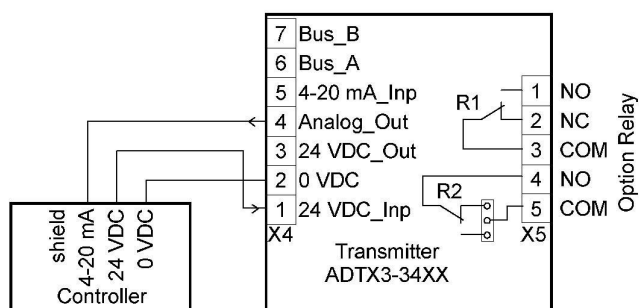 7 Bus_B
6 Bus_A
5 4-20 mA_Inp
4 Analog_Out
3 24 VDC_Out
2 0 VDC
1 24 VDC_Inp
X4
R1
1 NO
2 NC
3 COM
4 NO
R2
5 COM
X5
Option Relay
Transmitter
ADTX3-34XX
shield
4-20 mA
24 VDC
0 VDC
Controller